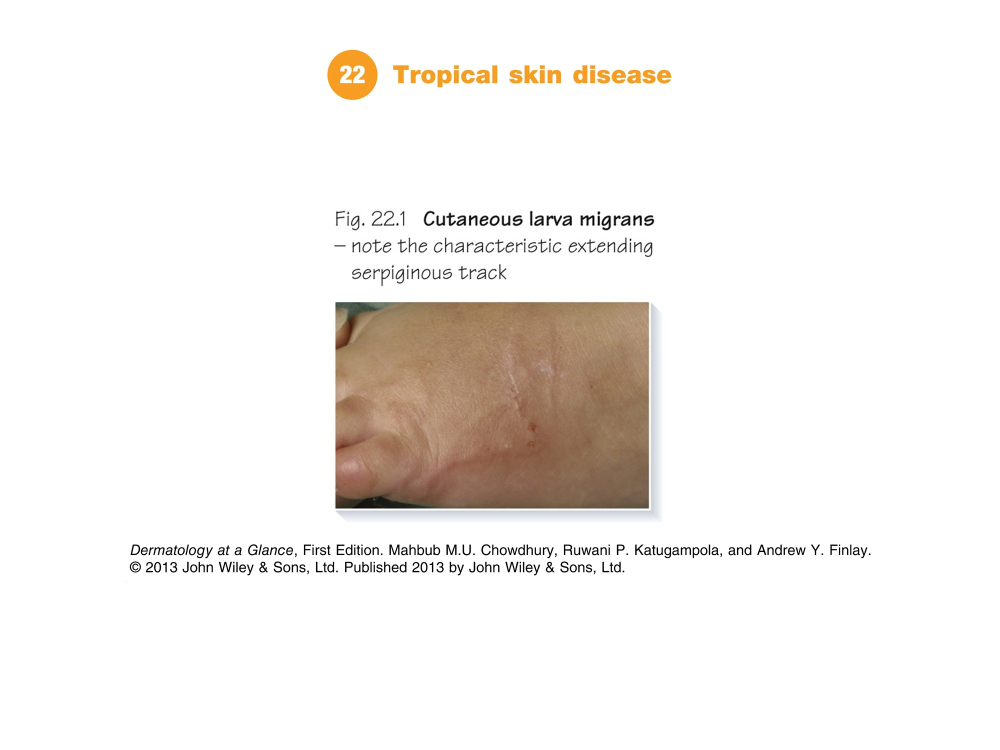 22 Tropical skin disease
Fig. 22.1 Cutaneous larva migrans
– note the characteristic extending
serpiginous track
Dermatology at a Glance, First Edition. Mahbub M.U. Chowdhury, Ruwani P. Katugampola, and Andrew Y. Finlay.
© 2013 John Wiley & Sons, Ltd. Published 2013 by John Wiley & Sons, Ltd.